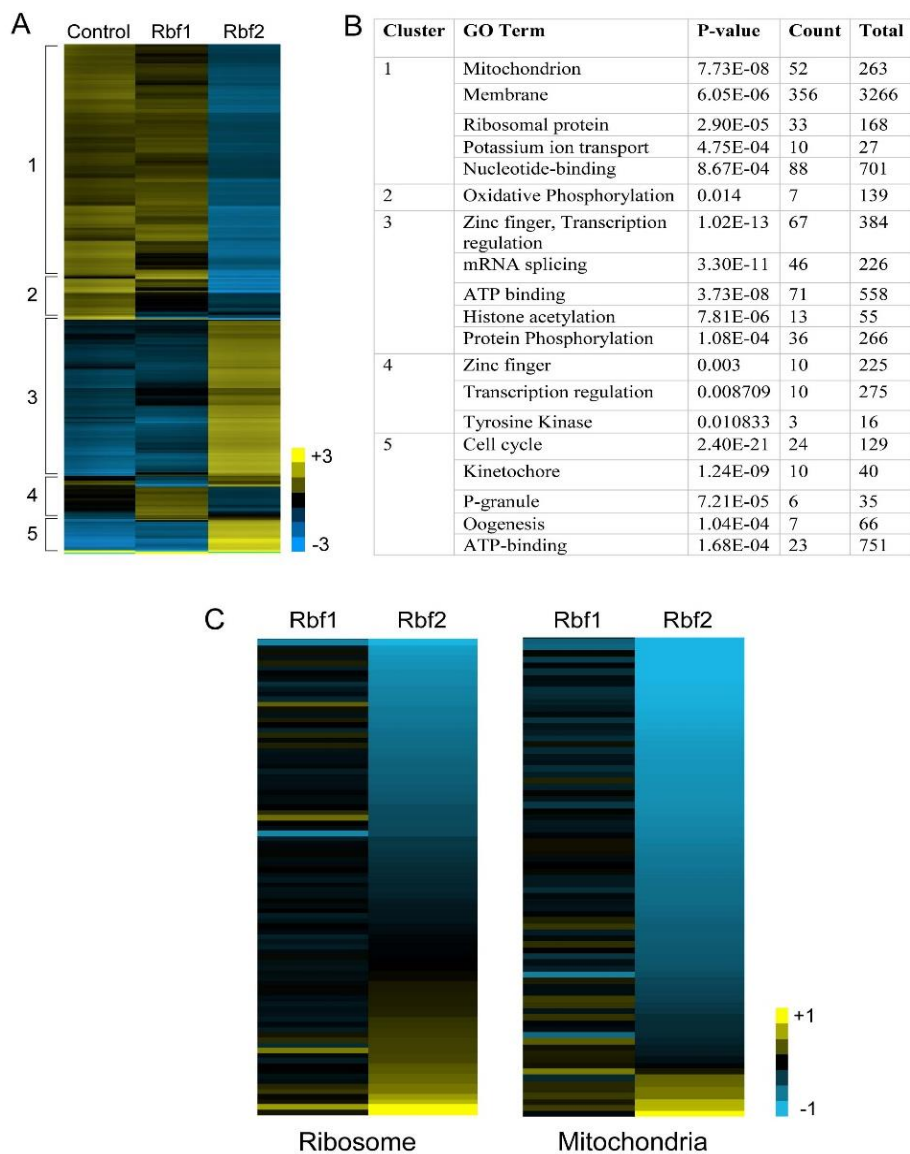 A
Control Rbf1 Rbf2
1
2
3
4
5
+3
-3
B
Cluster GO Term P-value Count Total
1 Mitochondrion 7.73E-08 52 263
Membrane 6.05E-06 356 3266
Ribosomal protein 2.90E-05 33 168
Potassium ion transport 4.75E-04 10 27
Nucleotide-binding 8.67E-04 88 701
2 Oxidative Phosphorylation 0.014 7 139
3 Zinc finger, Transcription 1.02E-13 67 384
regulation
mRNA splicing 3.30E-11 46 226
ATP binding 3.73E-08 71 558
Histone acetylation 7.81E-06 13 55
Protein Phosphorylation 1.08E-04 36 266
4 Zinc finger 0.003 10 225
Transcription regulation 0.008709 10 275
Tyrosine Kinase 0.010833 3 16
5 Cell cycle 2.40E-21 24 129
Kinetochore 1.24E-09 10 40
P-granule 7.21E-05 6 35
Oogenesis 1.04E-04 7 66
ATP-binding 1.68E-04 23 751
C
Rbf1 Rbf2 Rbf1 Rbf2
+1
-1
Ribosome Mitochondria